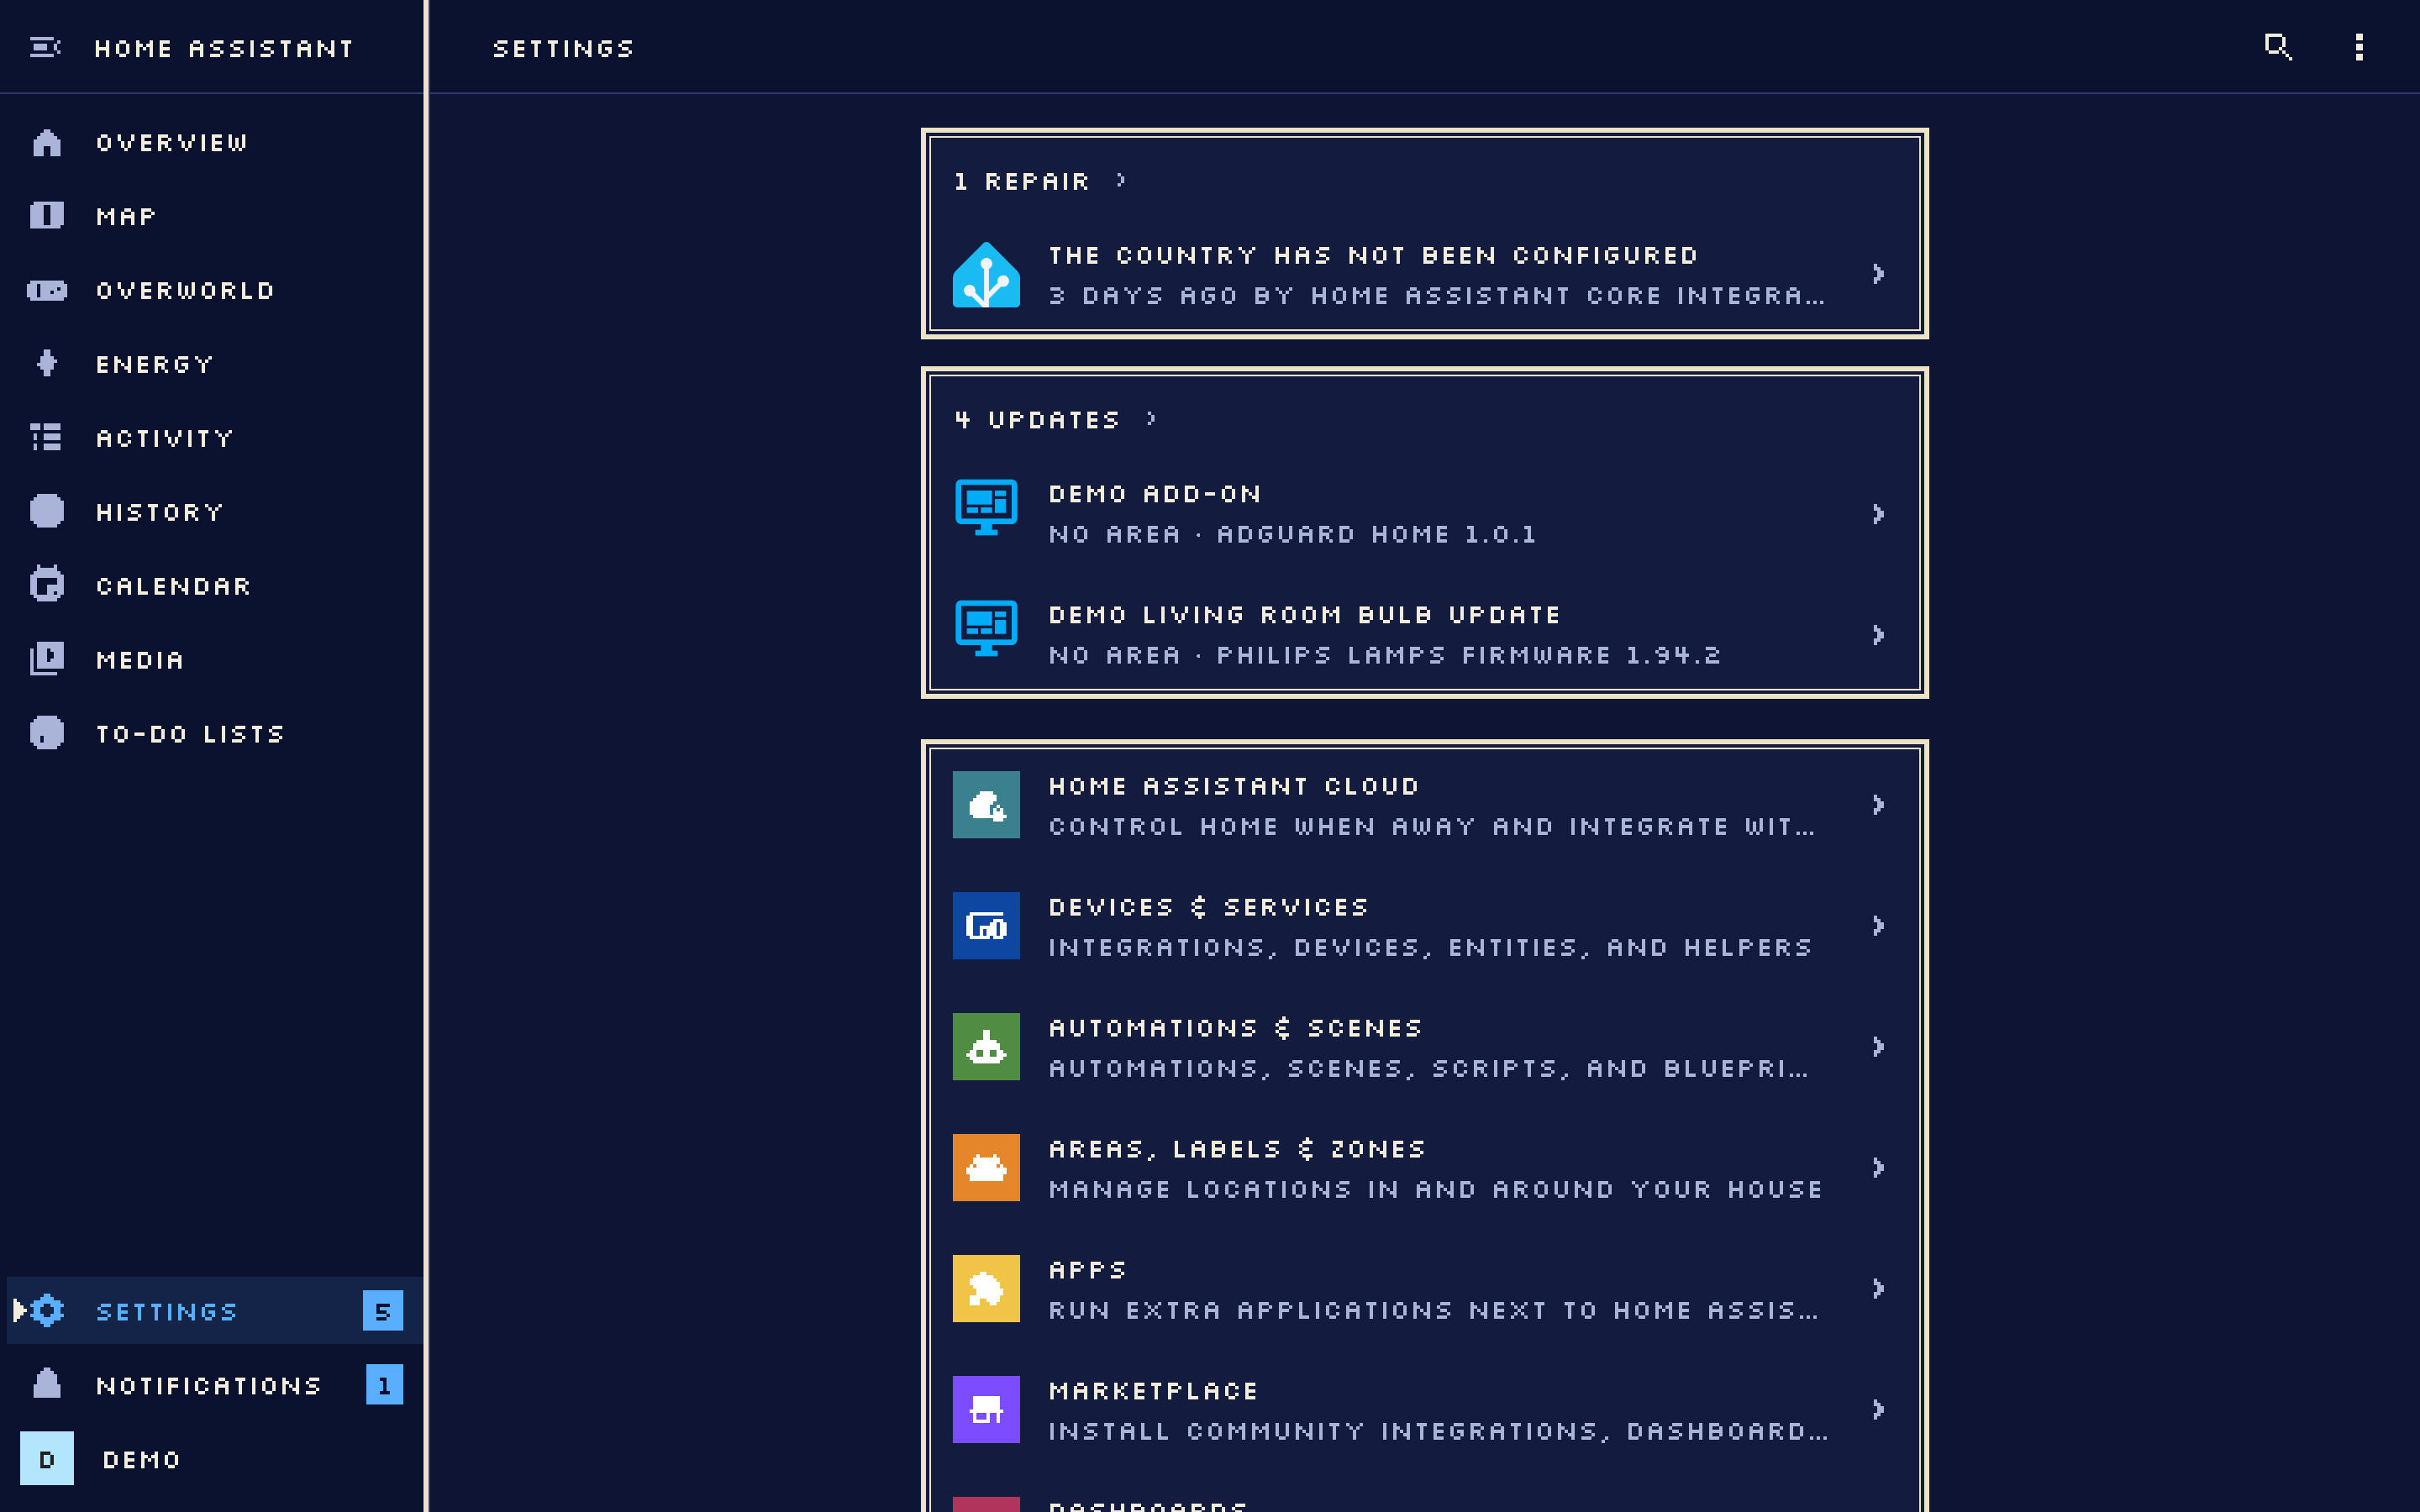 HOME ASSISTANT
SETTINGS
OVERVIEW
MAP
OVERWORLD
ENERGY
ACTIVITY
HISTORY
CALENDAR
MEDIA
TO-DO LISTS
SETTINGS 5
NOTIFICATIONS 1
D DEMO
1 REPAIR
THE COUNTRY HAS NOT BEEN CONFIGURED
3 DAYS AGO BY HOME ASSISTANT CORE INTEGRA...
4 UPDATES
DEMO ADD-ON
NO AREA · ADGUARD HOME 1.0.1
DEMO LIVING ROOM BULB UPDATE
NO AREA · PHILIPS LAMPS FIRMWARE 1.94.2
HOME ASSISTANT CLOUD
CONTROL HOME WHEN AWAY AND INTEGRATE WIT...
DEVICES & SERVICES
INTEGRATIONS, DEVICES, ENTITIES, AND HELPERS
AUTOMATIONS & SCENES
AUTOMATIONS, SCENES, SCRIPTS, AND BLUEPRI...
AREAS, LABELS & ZONES
MANAGE LOCATIONS IN AND AROUND YOUR HOUSE
APPS
RUN EXTRA APPLICATIONS NEXT TO HOME ASSIS...
MARKETPLACE
INSTALL COMMUNITY INTEGRATIONS, DASHBOARD...
DASHBOARDS